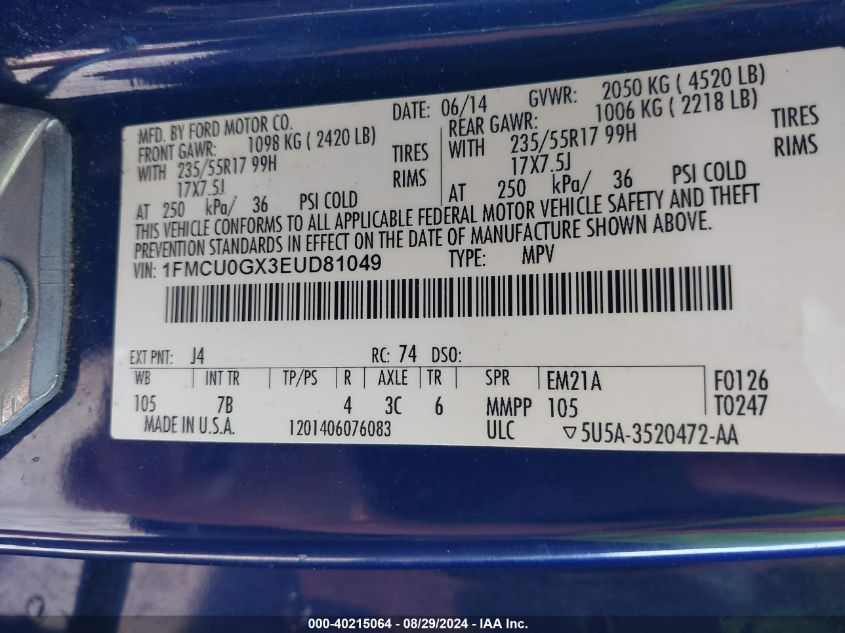 MFD. BY FORD MOTOR CO. DATE: 06/14 GVWR: 2050 KG ( 4520 LB)
FRONT GAWR: 1098 KG ( 2420 LB) REAR GAWR: 1006 KG ( 2218 LB)
WITH 235/55R17 99H TIRES WITH 235/55R17 99H TIRES
17X7.5J RIMS 17X7.5J RIMS
AT 250 kPa/ 36 PSI COLD AT 250 kPa/ 36 PSI COLD
THIS VEHICLE CONFORMS TO ALL APPLICABLE FEDERAL MOTOR VEHICLE SAFETY AND THEFT
PREVENTION STANDARDS IN EFFECT ON THE DATE OF MANUFACTURE SHOWN ABOVE.
VIN: 1FMCU0GX3EUD81049 TYPE: MPV
EXT PNT: J4 RC: 74 DSO:
WB INT TR TP/PS R AXLE TR SPR EM21A F0126
105 7B 4 3C 6 MMPP 105 T0247
MADE IN U.S.A. 1201406076083 ULC ▽5U5A-3520472-AA
000-40215064 - 08/29/2024 - IAA Inc.